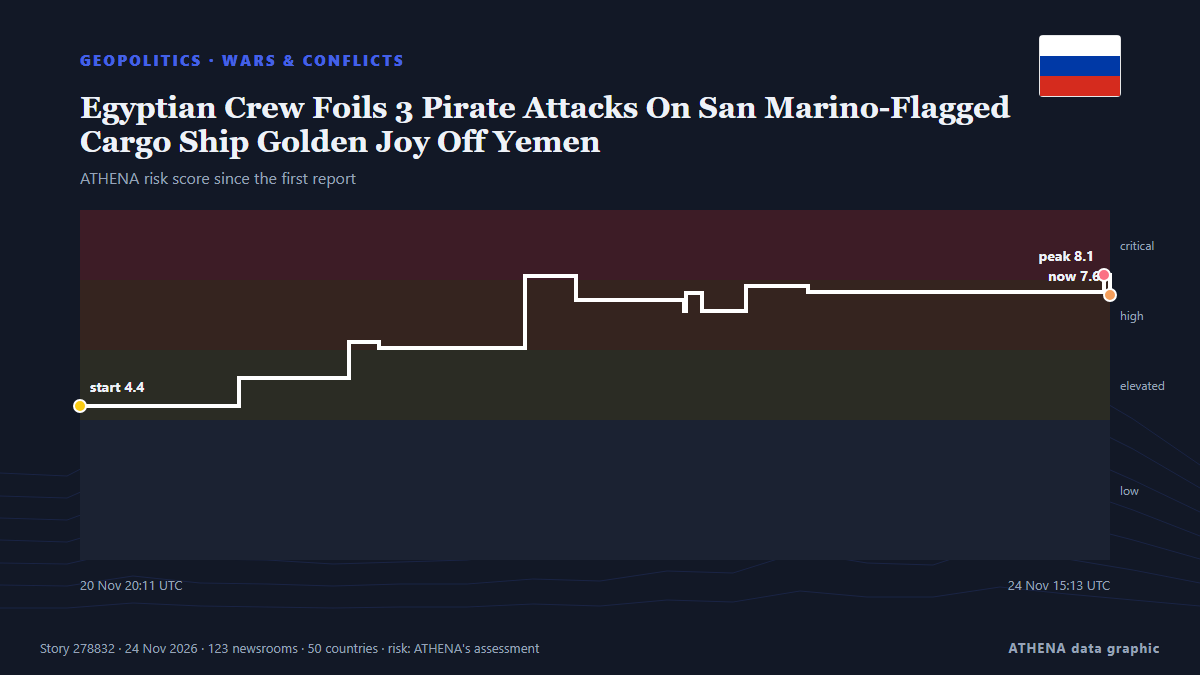 GEOPOLITICS · WARS & CONFLICTS
Egyptian Crew Foils 3 Pirate Attacks On San Marino-Flagged
Cargo Ship Golden Joy Off Yemen
ATHENA risk score since the first report
critical
peak 8.1
now 7.6
high
elevated
start 4.4
low
20 Nov 20:11 UTC
24 Nov 15:13 UTC
Story 278832 · 24 Nov 2026 · 123 newsrooms · 50 countries · risk: ATHENA's assessment
ATHENA data graphic